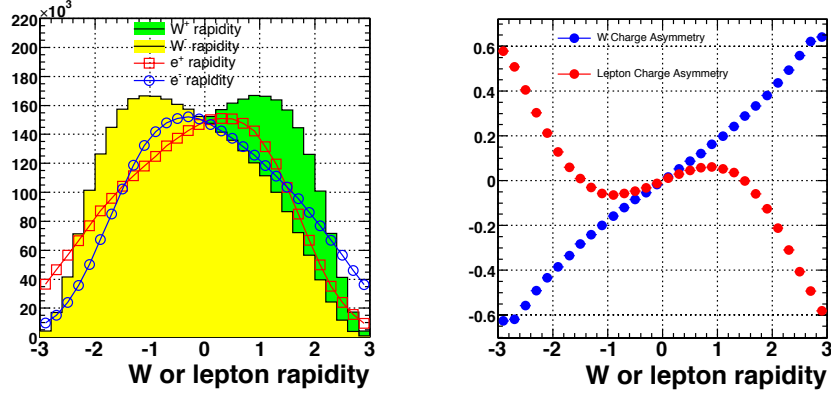 ×10³
220
200
180
160
140
120
100
80
60
40
20
0
W⁺ rapidity
W⁻ rapidity
e⁺ rapidity
e⁻ rapidity
-3 -2 -1 0 1 2 3
W or lepton rapidity
0.6
0.4
0.2
0
-0.2
-0.4
-0.6
W Charge Asymmetry
Lepton Charge Asymmetry
-3 -2 -1 0 1 2 3
W or lepton rapidity